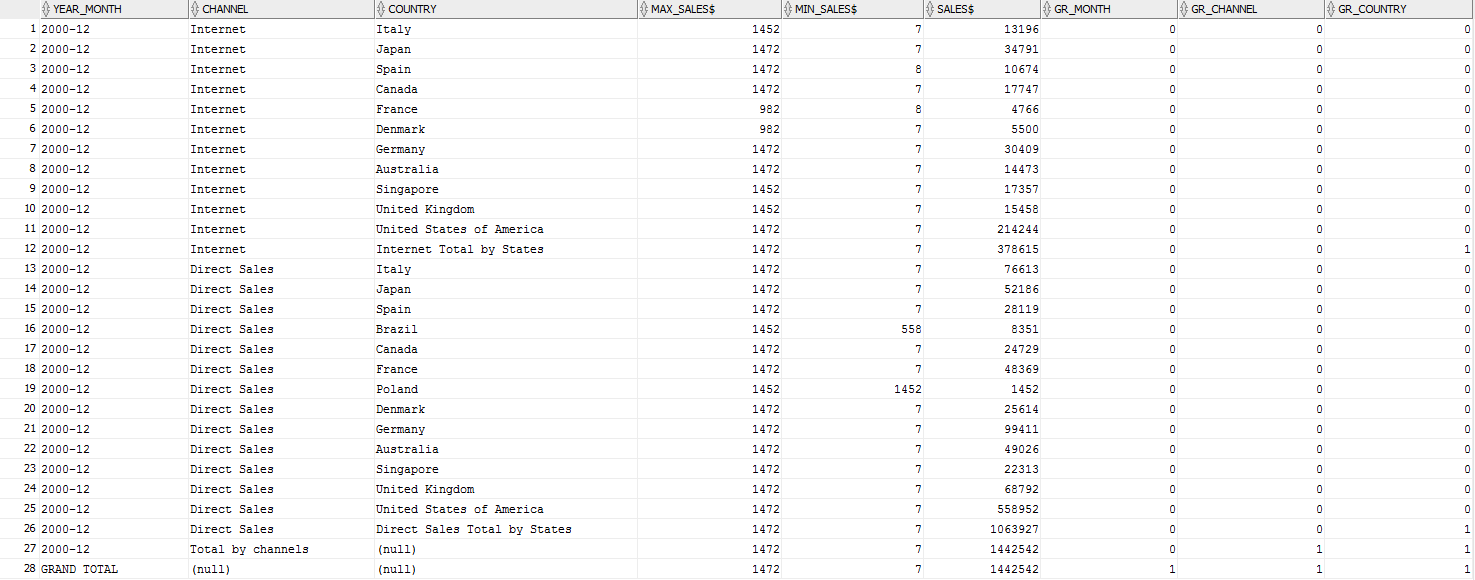 YEAR_MONTH CHANNEL COUNTRY MAX_SALES$ MIN_SALES$ SALES$ GR_MONTH GR_CHANNEL GR_COUNTRY
1 2000-12 Internet Italy 1452 7 13196 0 0 0
2 2000-12 Internet Japan 1472 7 34791 0 0 0
3 2000-12 Internet Spain 1472 8 10674 0 0 0
4 2000-12 Internet Canada 1472 7 17747 0 0 0
5 2000-12 Internet France 982 8 4766 0 0 0
6 2000-12 Internet Denmark 982 7 5500 0 0 0
7 2000-12 Internet Germany 1472 7 30409 0 0 0
8 2000-12 Internet Australia 1472 7 14473 0 0 0
9 2000-12 Internet Singapore 1452 7 17357 0 0 0
10 2000-12 Internet United Kingdom 1452 7 15458 0 0 0
11 2000-12 Internet United States of America 1472 7 214244 0 0 0
12 2000-12 Internet Internet Total by States 1472 7 378615 0 0 1
13 2000-12 Direct Sales Italy 1472 7 76613 0 0 0
14 2000-12 Direct Sales Japan 1472 7 52186 0 0 0
15 2000-12 Direct Sales Spain 1472 7 28119 0 0 0
16 2000-12 Direct Sales Brazil 1452 558 8351 0 0 0
17 2000-12 Direct Sales Canada 1472 7 24729 0 0 0
18 2000-12 Direct Sales France 1472 7 48369 0 0 0
19 2000-12 Direct Sales Poland 1452 1452 1452 0 0 0
20 2000-12 Direct Sales Denmark 1472 7 25614 0 0 0
21 2000-12 Direct Sales Germany 1472 7 99411 0 0 0
22 2000-12 Direct Sales Australia 1472 7 49026 0 0 0
23 2000-12 Direct Sales Singapore 1472 7 22313 0 0 0
24 2000-12 Direct Sales United Kingdom 1472 7 68792 0 0 0
25 2000-12 Direct Sales United States of America 1472 7 558952 0 0 0
26 2000-12 Direct Sales Direct Sales Total by States 1472 7 1063927 0 0 1
27 2000-12 Total by channels (null) 1472 7 1442542 0 1 1
28 GRAND TOTAL (null) (null) 1472 7 1442542 1 1 1